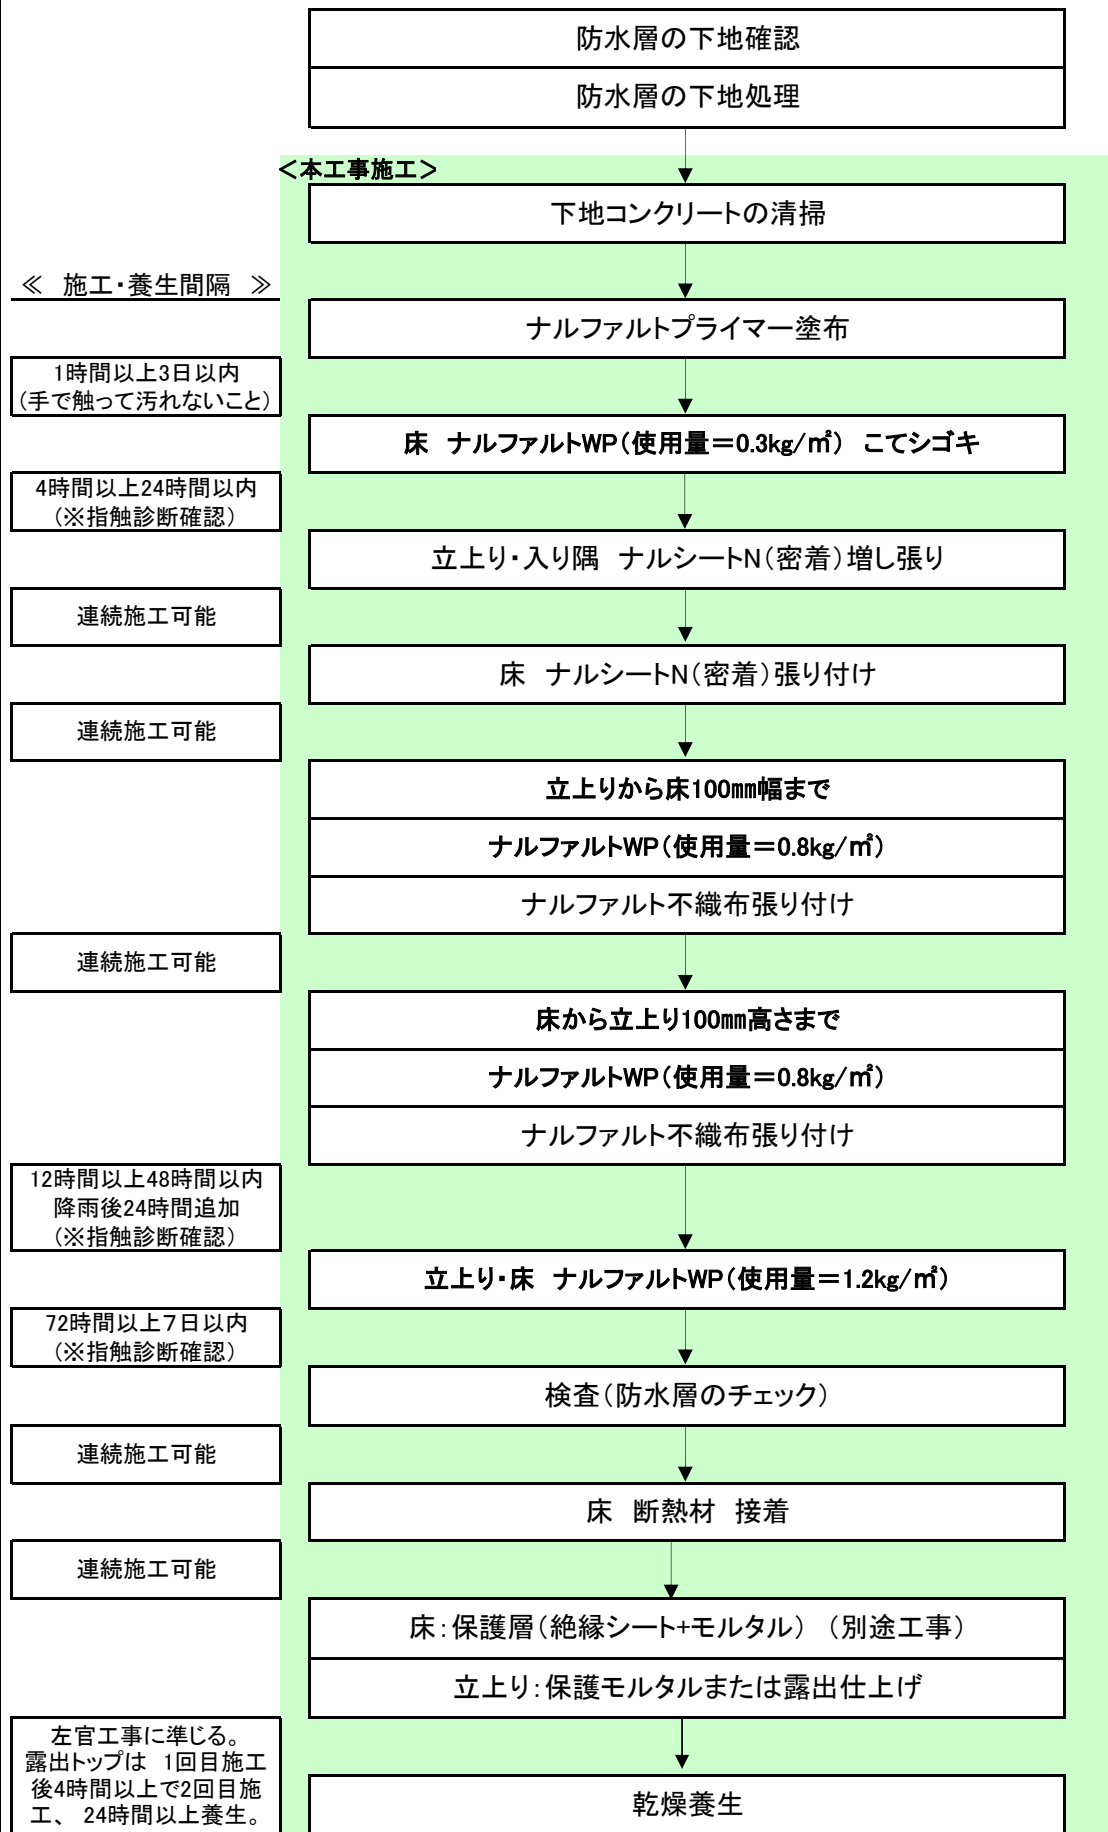 防水層の下地確認
防水層の下地処理
<本工事施工>
下地コンクリートの清掃
≪ 施工・養生間隔 ≫
ナルファルトプライマー塗布
1時間以上3日以内
(手で触って汚れないこと)
床 ナルファルトWP(使用量=0.3kg/㎡) こてシゴキ
4時間以上24時間以内
(※指触診断確認)
立上り・入り隅 ナルシートN(密着)増し張り
連続施工可能
床 ナルシートN(密着)張り付け
連続施工可能
立上りから床100㎜幅まで
ナルファルトWP(使用量=0.8kg/㎡)
ナルファルト不織布張り付け
連続施工可能
床から立上り100㎜高さまで
ナルファルトWP(使用量=0.8kg/㎡)
ナルファルト不織布張り付け
12時間以上48時間以内
降雨後24時間追加
(※指触診断確認)
立上り・床 ナルファルトWP(使用量=1.2kg/㎡)
72時間以上7日以内
(※指触診断確認)
検査(防水層のチェック)
連続施工可能
床 断熱材 接着
連続施工可能
床:保護層(絶縁シート+モルタル) (別途工事)
立上り:保護モルタルまたは露出仕上げ
左官工事に準じる。
露出トップは 1回目施工
後4時間以上で2回目施
工、 24時間以上養生。
乾燥養生